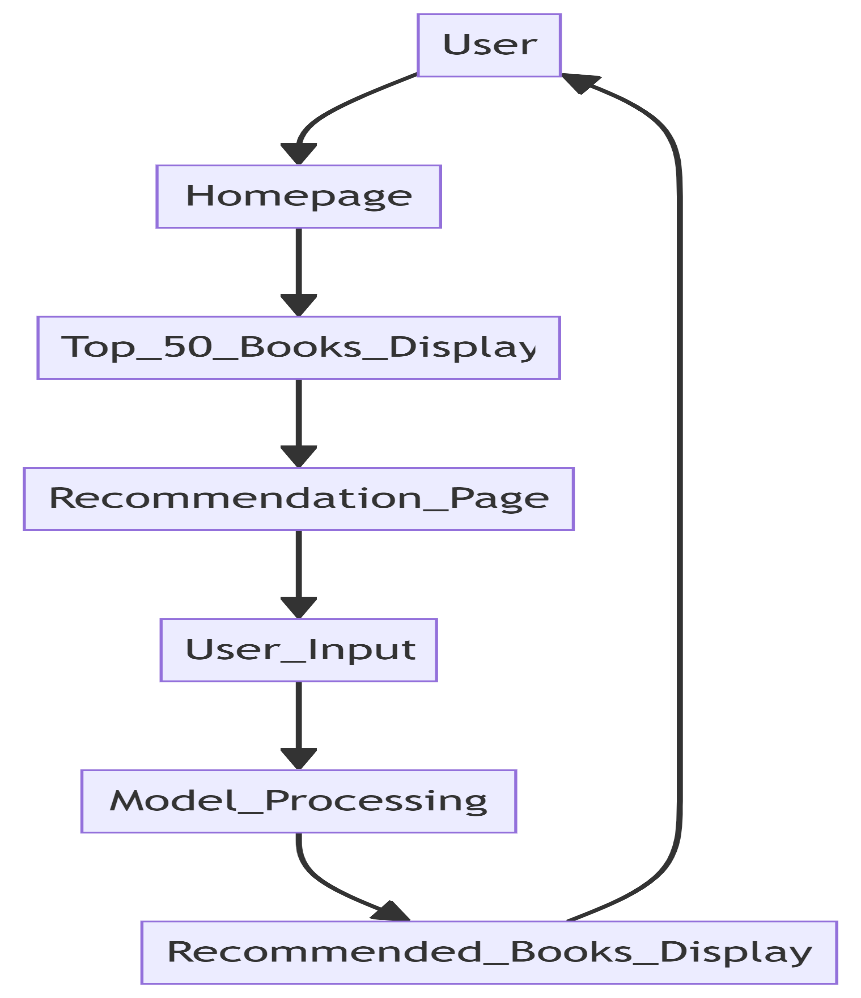 User
Homepage
Top_50_Books_Display
Recommendation_Page
User_Input
Model_Processing
Recommended_Books_Display